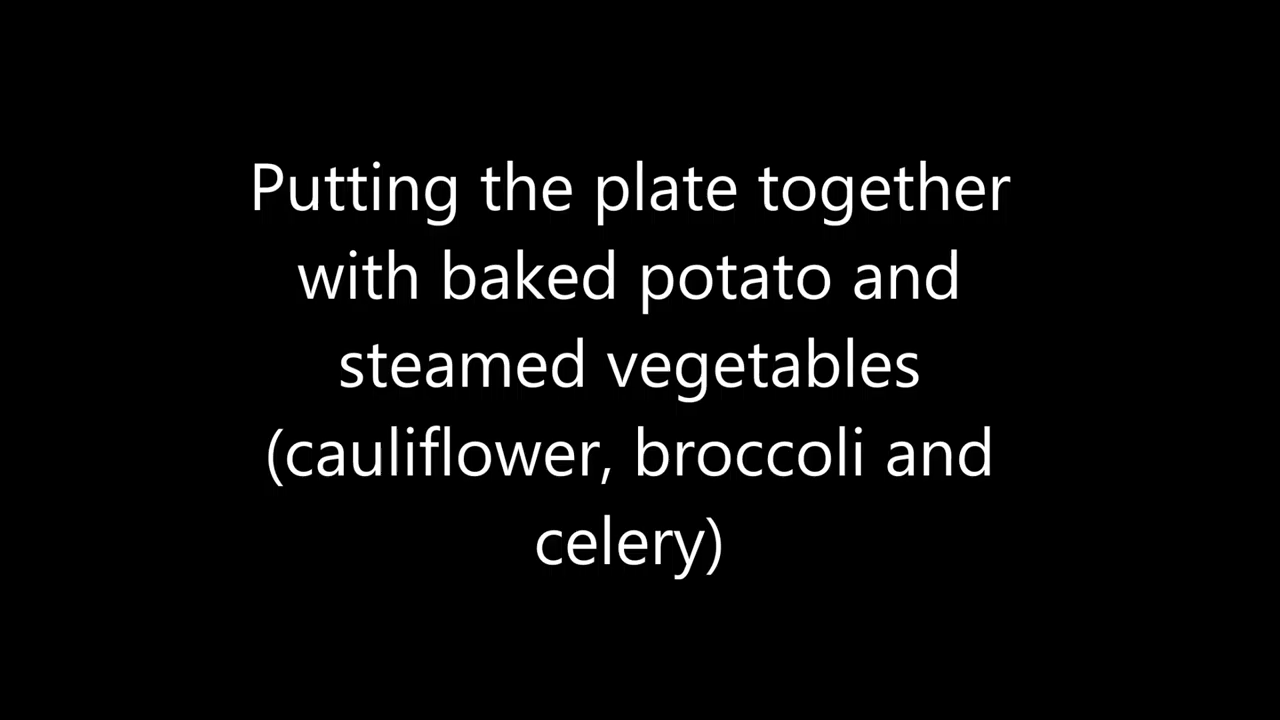 Putting the plate together
with baked potato and
steamed vegetables
(cauliflower, broccoli and
celery)